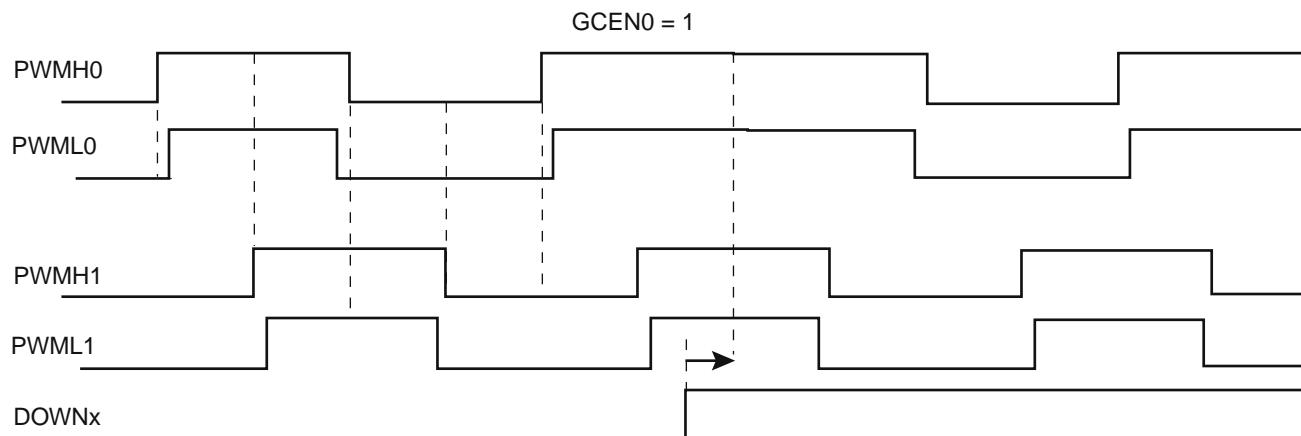 GCEN0 = 1
PWMH0
PWML0
PWMH1
PWML1
DOWNx